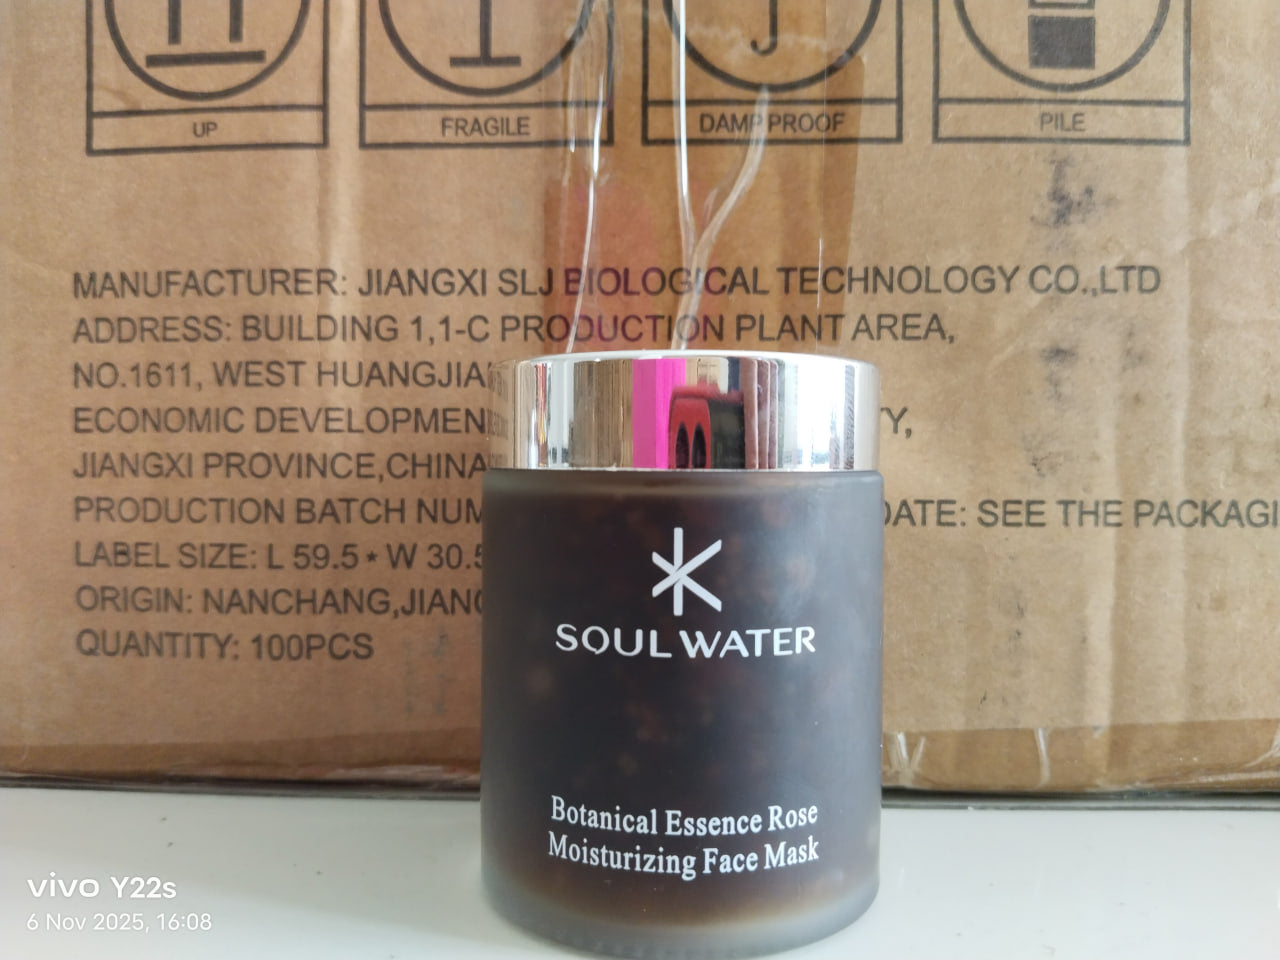 UP
FRAGILE
DAMP PROOF
PILE
MANUFACTURER: JIANGXI SLJ BIOLOGICAL TECHNOLOGY CO.,LTD
ADDRESS: BUILDING 1,1-C PRODUCTION PLANT AREA,
NO.1611, WEST HUANGJIA
ECONOMIC DEVELOPMEN
JIANGXI PROVINCE,CHINA
PRODUCTION BATCH NUM DATE: SEE THE PACKAGI
LABEL SIZE: L 59.5*W 30.5
ORIGIN: NANCHANG,JIANG
QUANTITY: 100PCS
SOUL WATER
Botanical Essence Rose
Moisturizing Face Mask
vivo Y22s
6 Nov 2025, 16:08